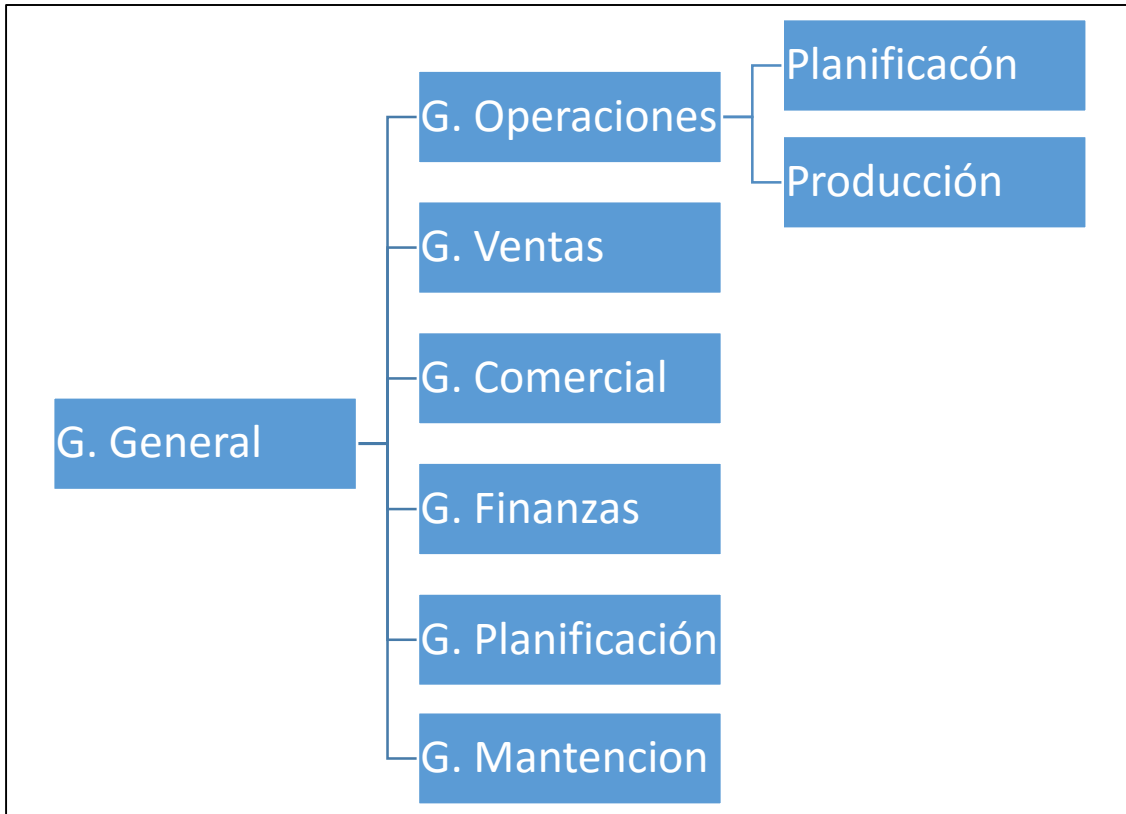 G. General
G. Operaciones
Planificacón
Producción
G. Ventas
G. Comercial
G. Finanzas
G. Planificación
G. Mantencion